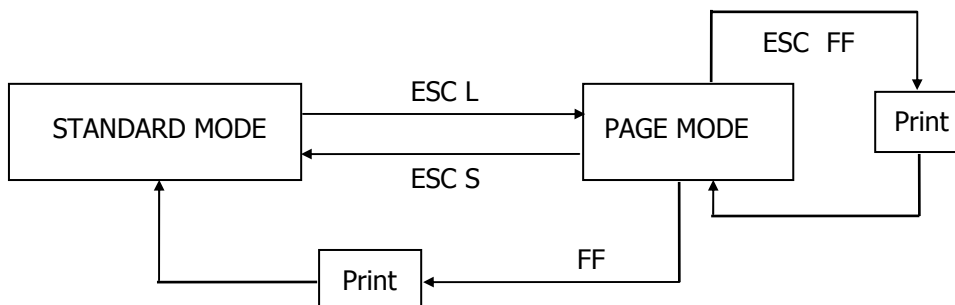 ESC FF
ESC L
STANDARD MODE
PAGE MODE
Print
ESC S
FF
Print